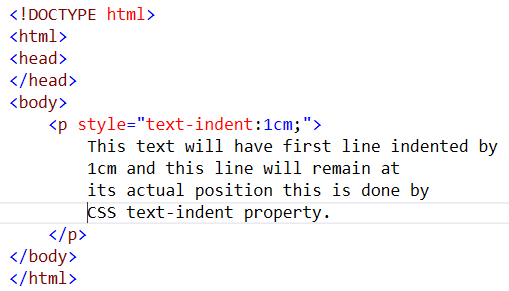 <!DOCTYPE html>
<html>
<head>
</head>
<body>
    <p style="text-indent:1cm;">
        This text will have first line indented by
        1cm and this line will remain at
        its actual position this is done by
        CSS text-indent property.
    </p>
</body>
</html>